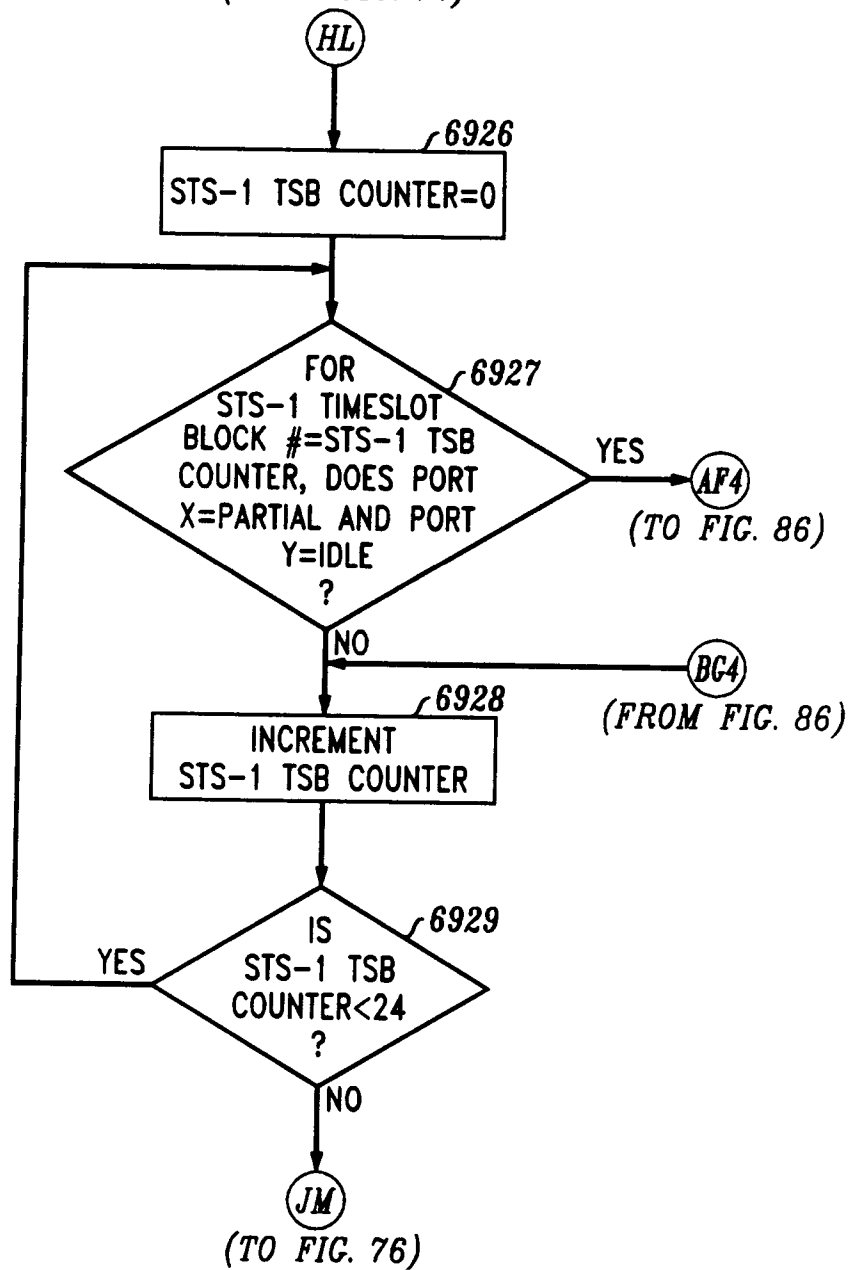 HL
6926
STS-1 TSB COUNTER=0
6927
FOR
STS-1 TIMESLOT
BLOCK #=STS-1 TSB
COUNTER, DOES PORT
X=PARTIAL AND PORT
Y=IDLE
?
YES
AF4
(TO FIG. 86)
NO
BG4
(FROM FIG. 86)
6928
INCREMENT
STS-1 TSB COUNTER
6929
IS
STS-1 TSB
COUNTER<24
?
YES
NO
JM
(TO FIG. 76)